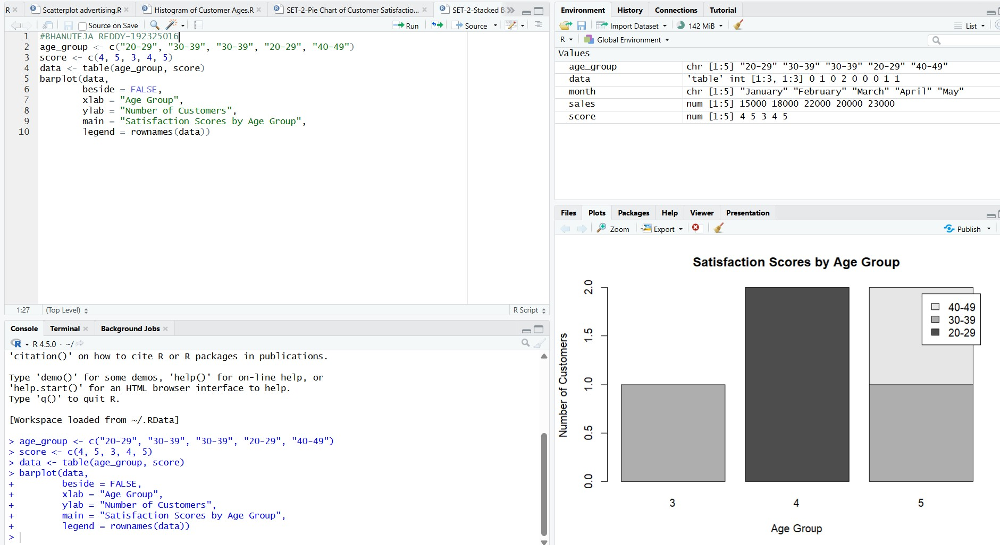 .R
Scatterplot advertising.R
Histogram of Customer Ages.R
SET-2-Pie Chart of Customer Satisfactio...
SET-2-Stacked B
Source on Save
Run
Source
1 #BHANUTEJA REDDY-192325016
2 age_group <- c("20-29", "30-39", "30-39", "20-29", "40-49")
3 score <- c(4, 5, 3, 4, 5)
4 data <- table(age_group, score)
5 barplot(data,
6         beside = FALSE,
7         xlab = "Age Group",
8         ylab = "Number of Customers",
9         main = "Satisfaction Scores by Age Group",
10         legend = rownames(data))
1:27 (Top Level) R Script
Console Terminal Background Jobs
R 4.5.0 · ~/
'citation()' on how to cite R or R packages in publications.
Type 'demo()' for some demos, 'help()' for on-line help, or
'help.start()' for an HTML browser interface to help.
Type 'q()' to quit R.
[Workspace loaded from ~/.RData]
> age_group <- c("20-29", "30-39", "30-39", "20-29", "40-49")
> score <- c(4, 5, 3, 4, 5)
> data <- table(age_group, score)
> barplot(data,
+         beside = FALSE,
+         xlab = "Age Group",
+         ylab = "Number of Customers",
+         main = "Satisfaction Scores by Age Group",
+         legend = rownames(data))
>
Environment History Connections Tutorial
Import Dataset 142 MiB List
R Global Environment
Values
age_group chr [1:5] "20-29" "30-39" "30-39" "20-29" "40-49"
data 'table' int [1:3, 1:3] 0 1 0 2 0 0 0 1 1
month chr [1:5] "January" "February" "March" "April" "May"
sales num [1:5] 15000 18000 22000 20000 23000
score num [1:5] 4 5 3 4 5
Files Plots Packages Help Viewer Presentation
Zoom Export Publish
Satisfaction Scores by Age Group
Number of Customers
2.0
1.5
1.0
0.5
0.0
40-49
30-39
20-29
3 4 5
Age Group